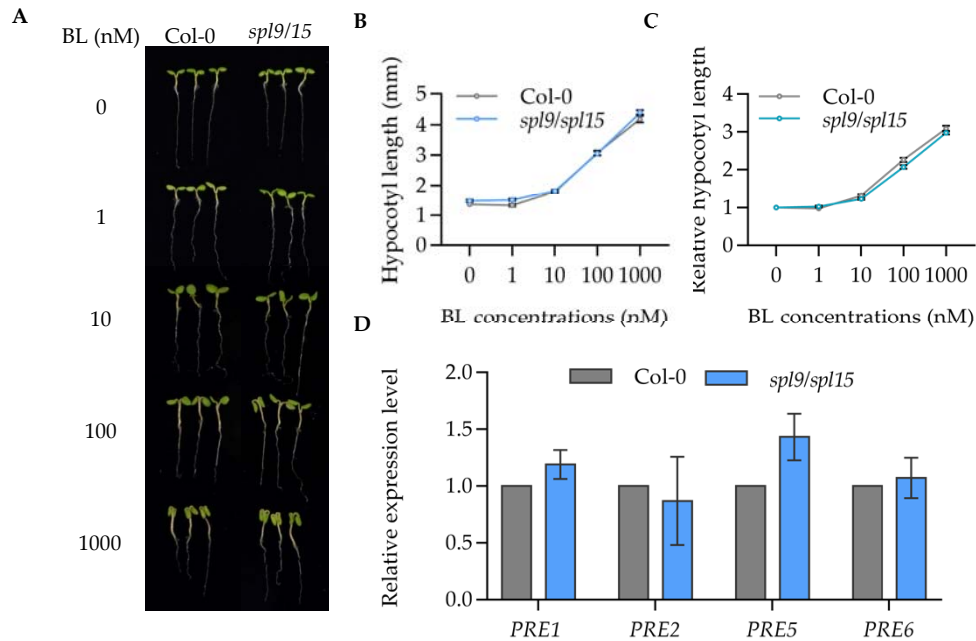 A
BL (nM)
Col-0
spl9/15
0
1
10
100
1000
B
Hypocotyl length (mm)
5
4
3
2
1
0
Col-0
spl9/spl15
0 1 10 100 1000
BL concentrations (nM)
C
Relative hypocotyl length
4
3
2
1
0
Col-0
spl9/spl15
0 1 10 100 1000
BL concentrations (nM)
D
Relative expression level
2.0
1.5
1.0
0.5
0.0
Col-0
spl9/spl15
PRE1 PRE2 PRE5 PRE6